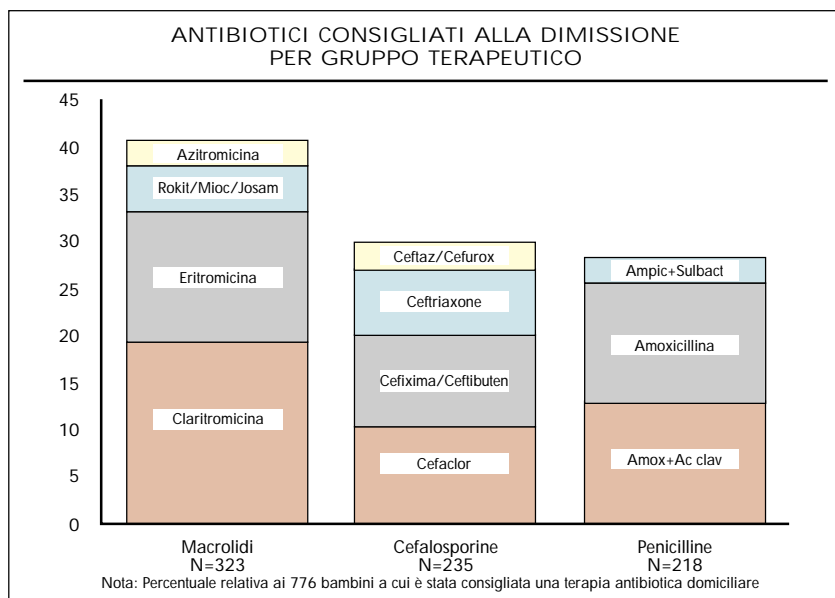 ANTIBIOTICI CONSIGLIATI ALLA DIMISSIONE
PER GRUPPO TERAPEUTICO
45
40
35
30
25
20
15
10
5
0
Azitromicina
Rokit/Mioc/Josam
Eritromicina
Claritromicina
Ceftaz/Cefurox
Ceftriaxone
Cefixima/Ceftibuten
Cefaclor
Ampic+Sulbact
Amoxicillina
Amox+Ac clav
Macrolidi
N=323
Cefalosporine
N=235
Penicilline
N=218
Nota: Percentuale relativa ai 776 bambini a cui è stata consigliata una terapia antibiotica domiciliare